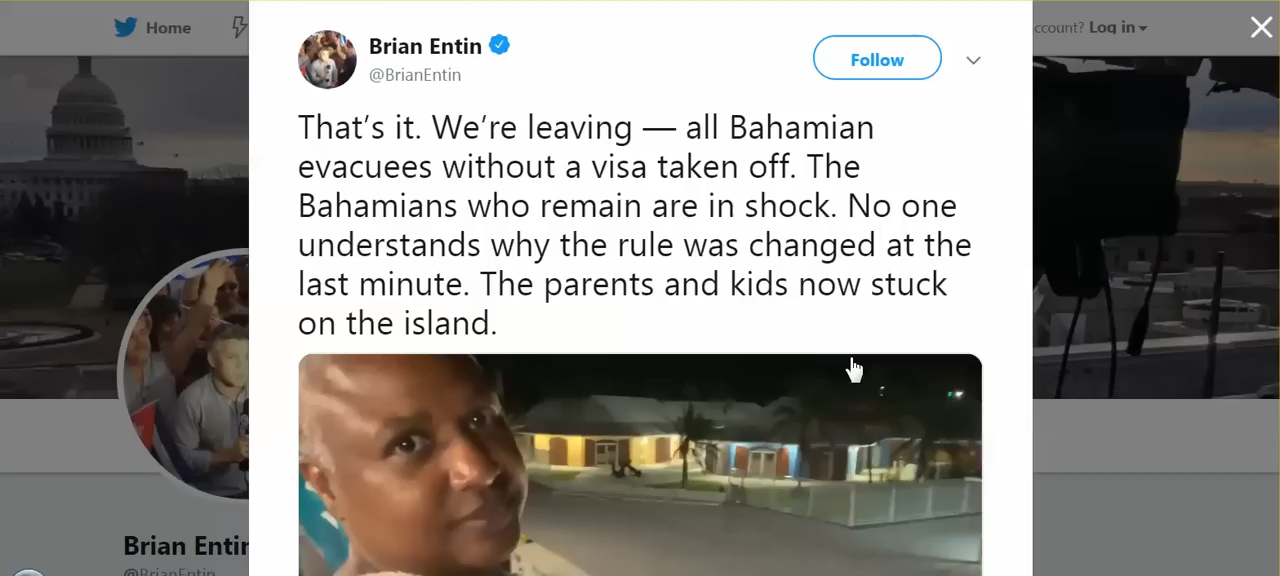 Home
ccount? Log in
Brian Entin
@BrianEntin
Follow
That’s it. We’re leaving — all Bahamian
evacuees without a visa taken off. The
Bahamians who remain are in shock. No one
understands why the rule was changed at the
last minute. The parents and kids now stuck
on the island.
Brian Entin
@BrianEntin